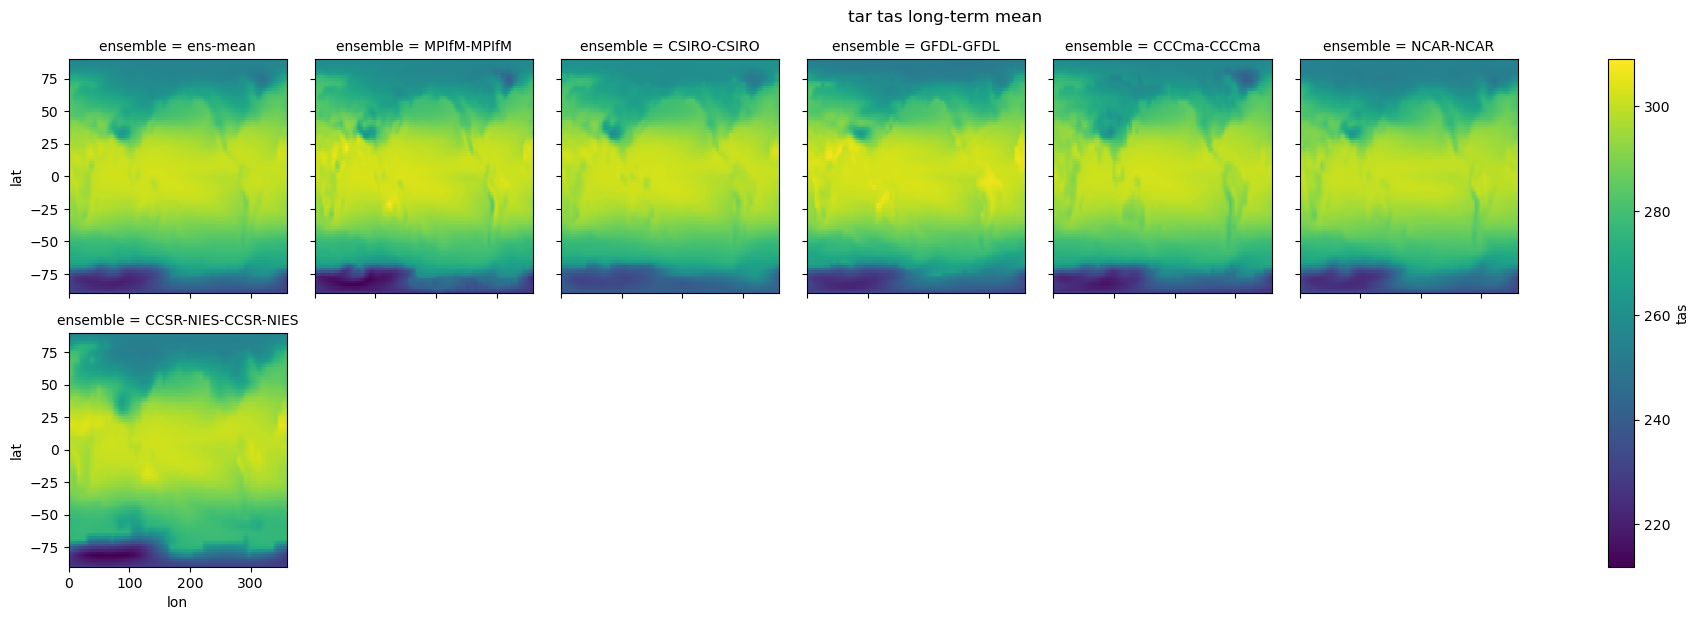 tar tas long-term mean
ensemble = ens-mean
ensemble = MPIfM-MPIfM
ensemble = CSIRO-CSIRO
ensemble = GFDL-GFDL
ensemble = CCCma-CCCma
ensemble = NCAR-NCAR
75
50
25
0
−25
−50
−75
lat
ensemble = CCSR-NIES-CCSR-NIES
75
50
25
0
−25
−50
−75
lat
0 100 200 300
lon
300
280
260
240
220
tas